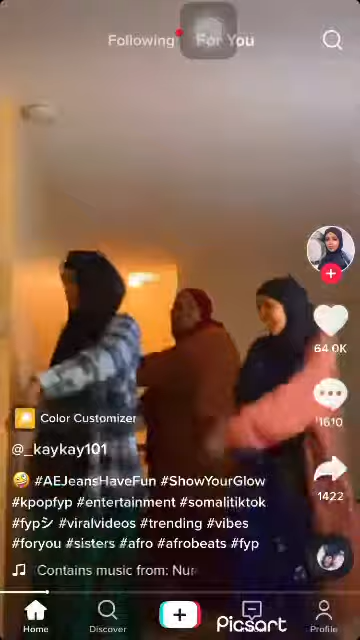 Following
For You
64.0K
1610
1422
Color Customizer
@_kaykay101
🤪 #AEJeansHaveFun #ShowYourGlow
#kpopfyp #entertainment #somalitiktok
#fypシ #viralvideos #trending #vibes
#foryou #sisters #afro #afrobeats #fyp
Contains music from: Nur
Home
Discover
Profile
Picsart